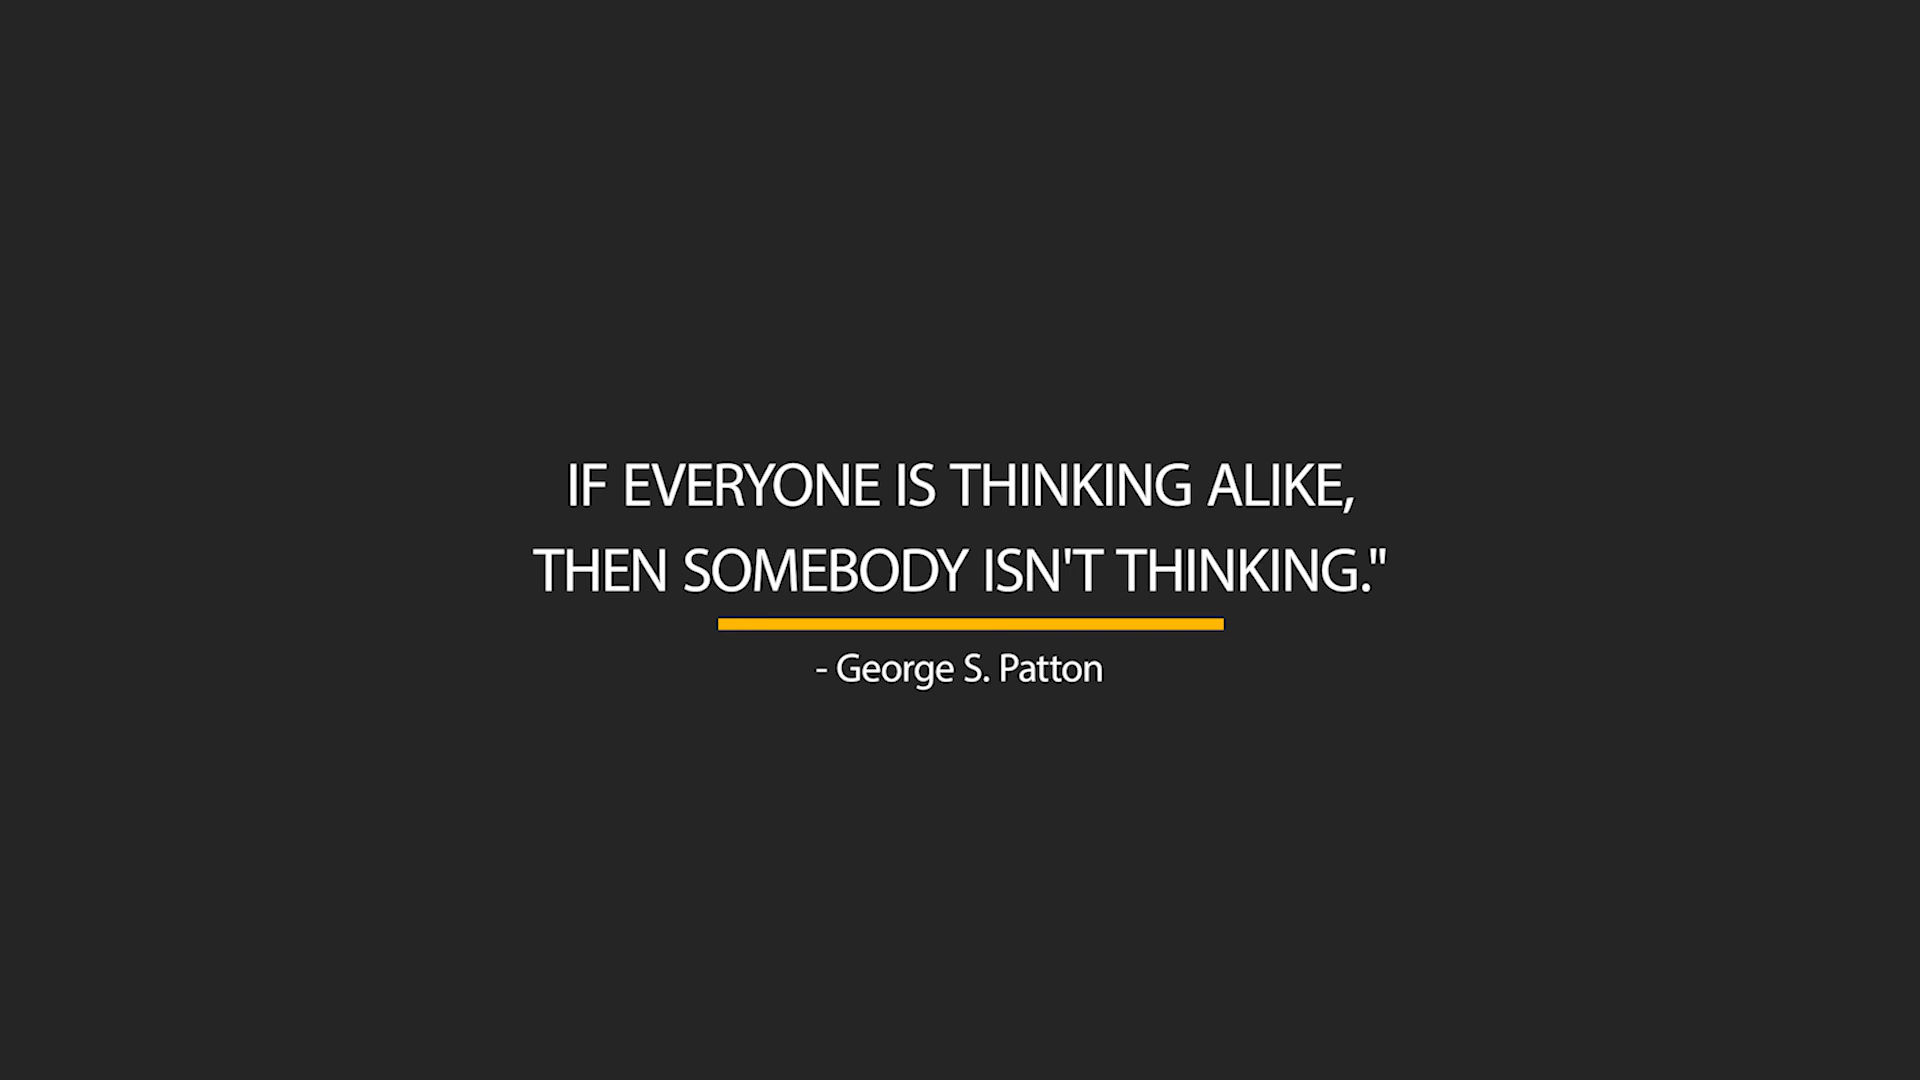 IF EVERYONE IS THINKING ALIKE,
THEN SOMEBODY ISN'T THINKING."
- George S. Patton